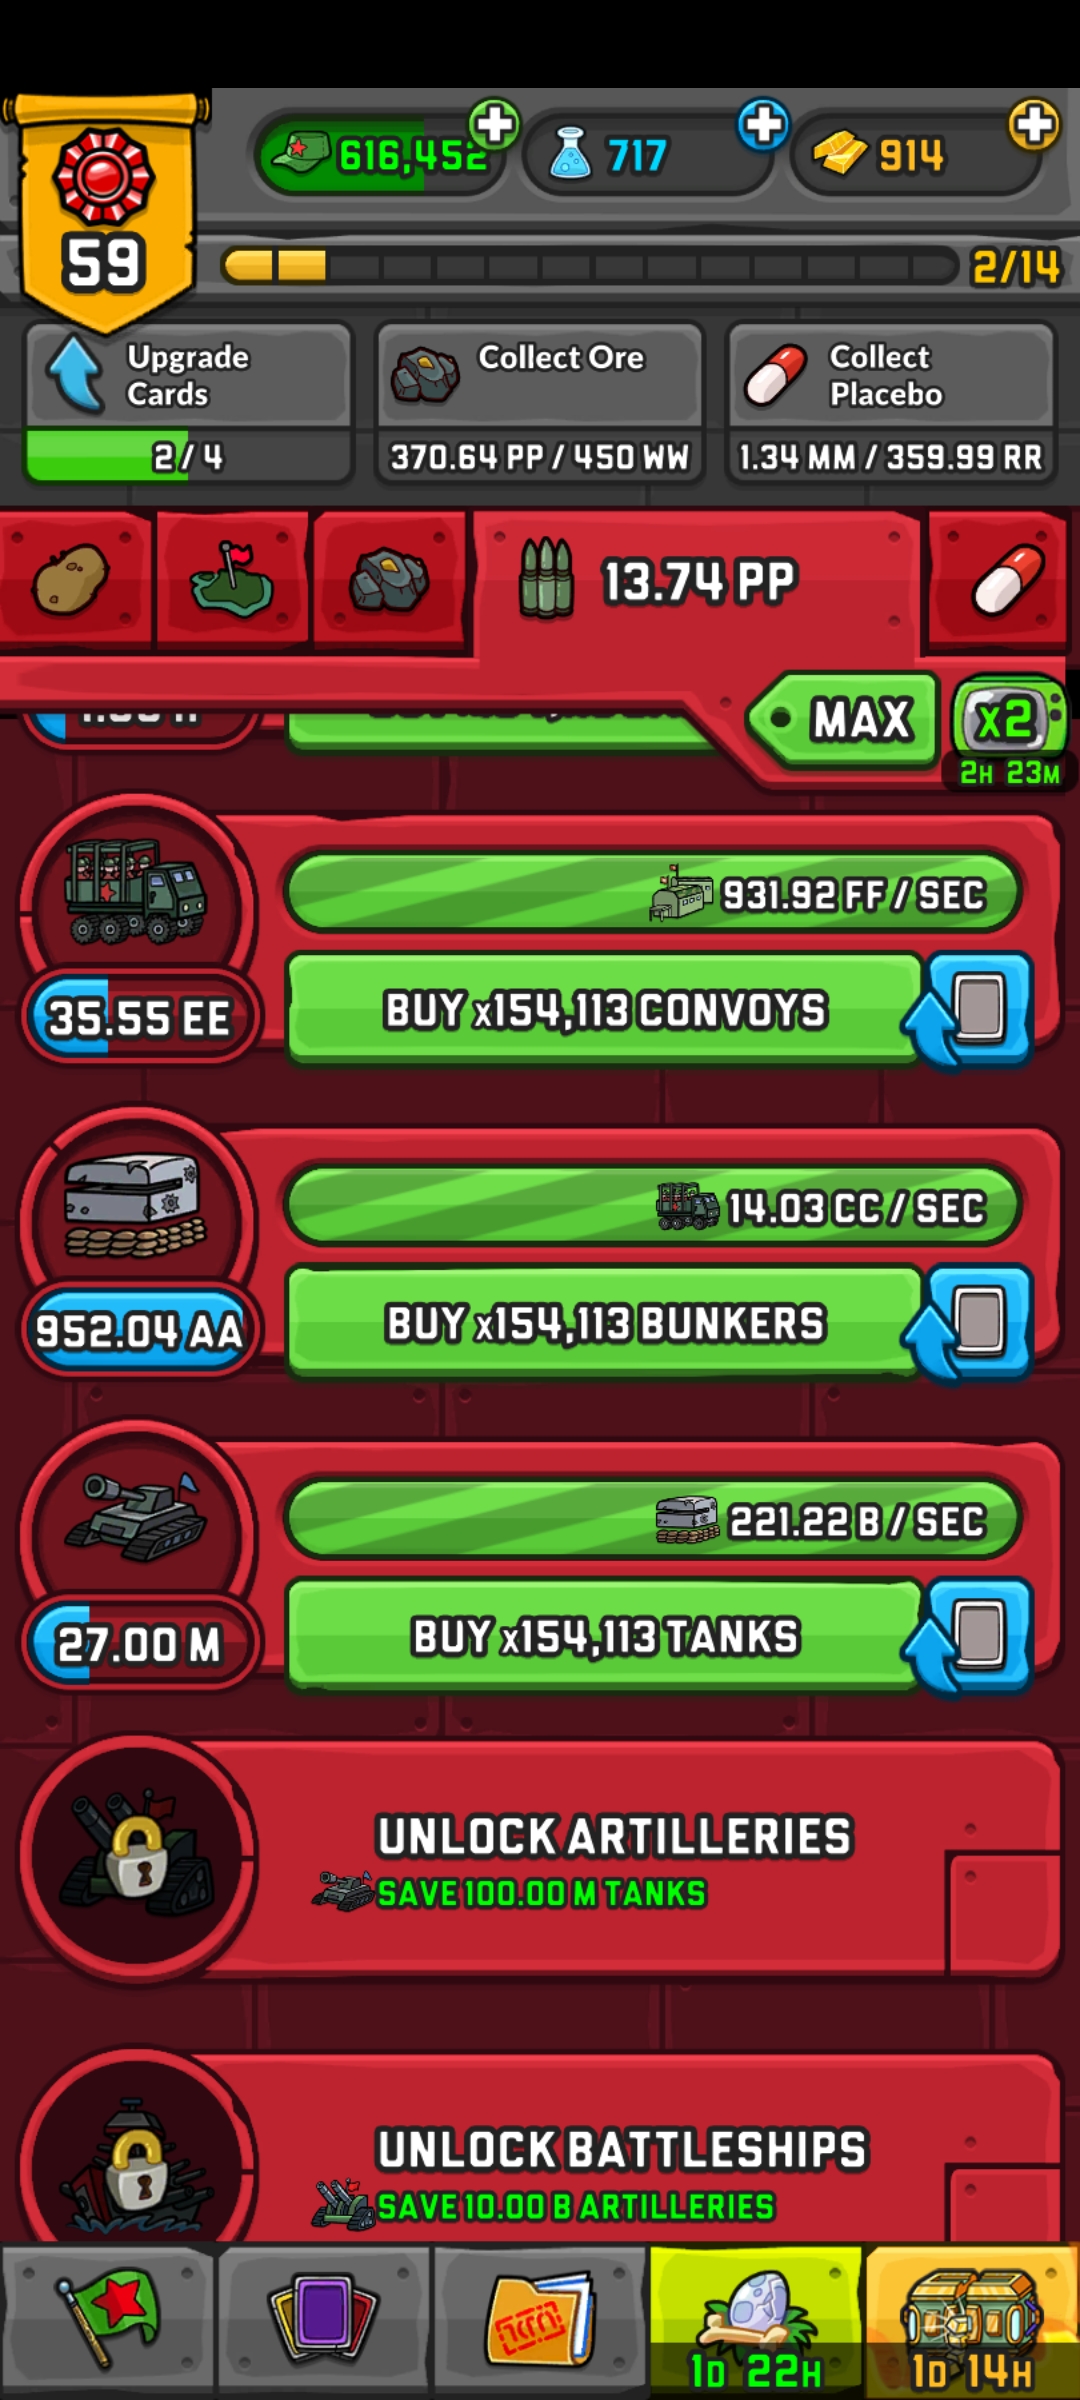 616,452
717
914
59
2/14
Upgrade
Cards
2/4
Collect Ore
370.64 PP / 450 WW
Collect
Placebo
1.34 MM / 359.99 RR
13.74 PP
MAX
x2
2H 23M
931.92 FF / SEC
35.55 EE
BUY x154,113 CONVOYS
14.03 CC / SEC
952.04 AA
BUY x154,113 BUNKERS
221.22 B / SEC
27.00 M
BUY x154,113 TANKS
UNLOCK ARTILLERIES
SAVE 100.00 M TANKS
UNLOCK BATTLESHIPS
SAVE 10.00 B ARTILLERIES
1D 22H
1D 14H